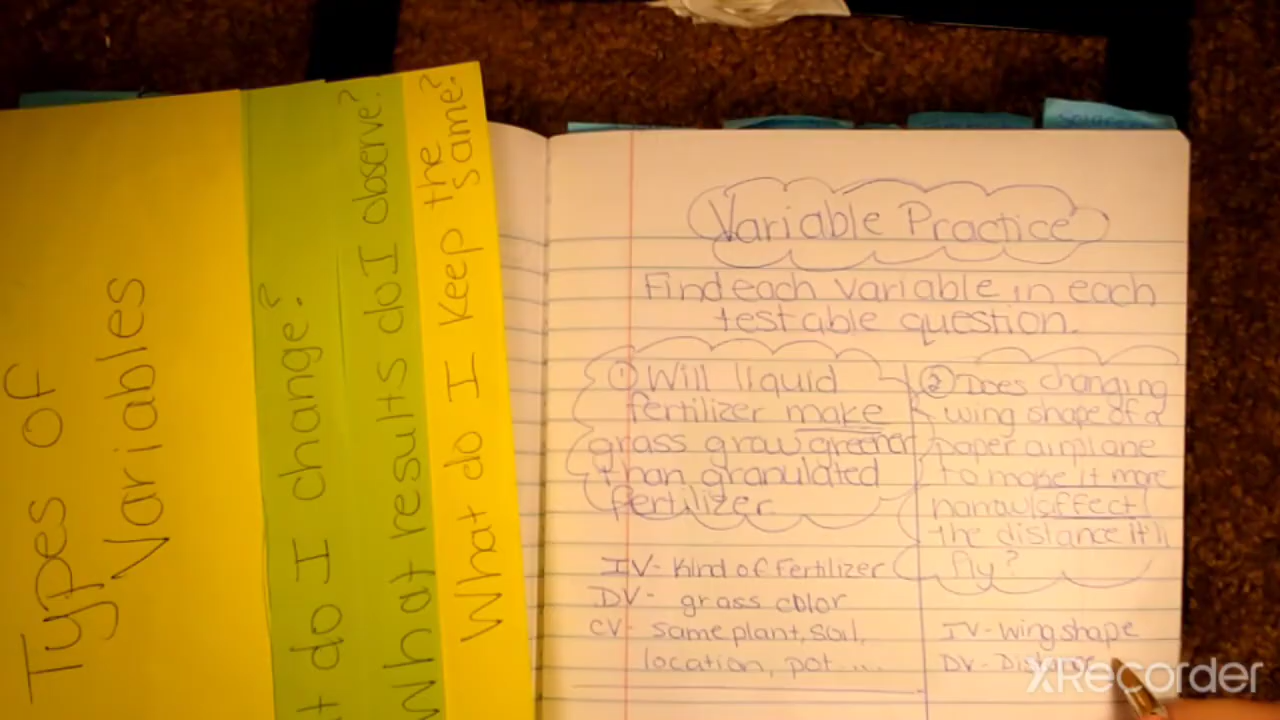 Types of
Variables
t do I change?
What results do I observe?
What do I keep the
same?
Variable Practice
Find each variable in each
testable question.
① Will liquid
fertilizer make
grass grow greener
than granulated
fertilizer
IV- Kind of Fertilizer
DV- grass color
CV- same plant, soil,
location, pot....
② Does changing
wing shape of a
paper airplane
to make it more
effect
the distance it'll
fly?
IV- wing shape
DV- Distance
XRecorder